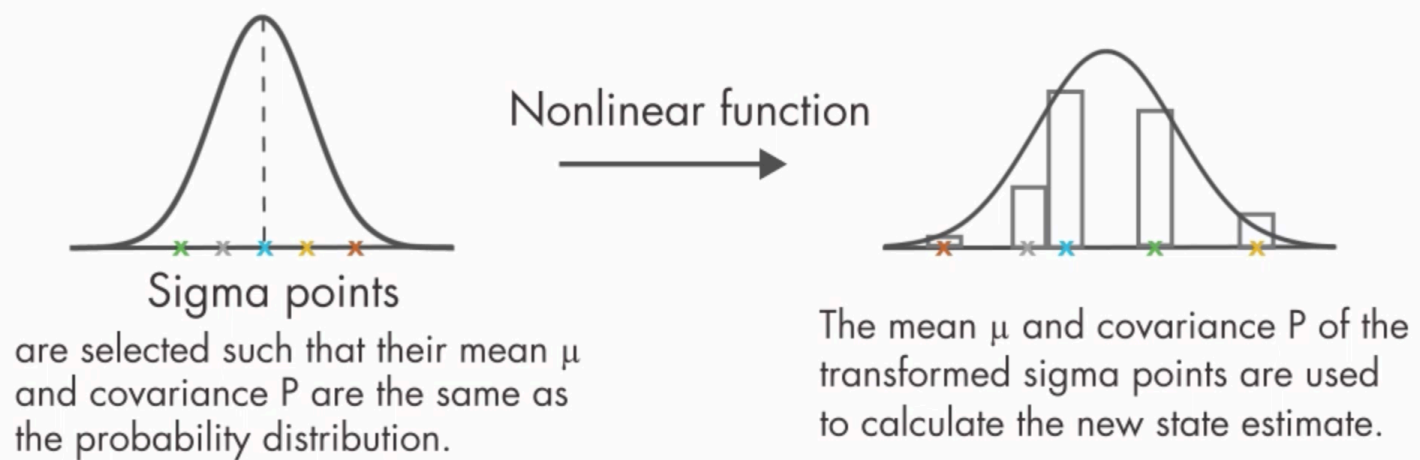 Nonlinear function
Sigma points
are selected such that their mean μ
and covariance P are the same as
the probability distribution.
The mean μ and covariance P of the
transformed sigma points are used
to calculate the new state estimate.